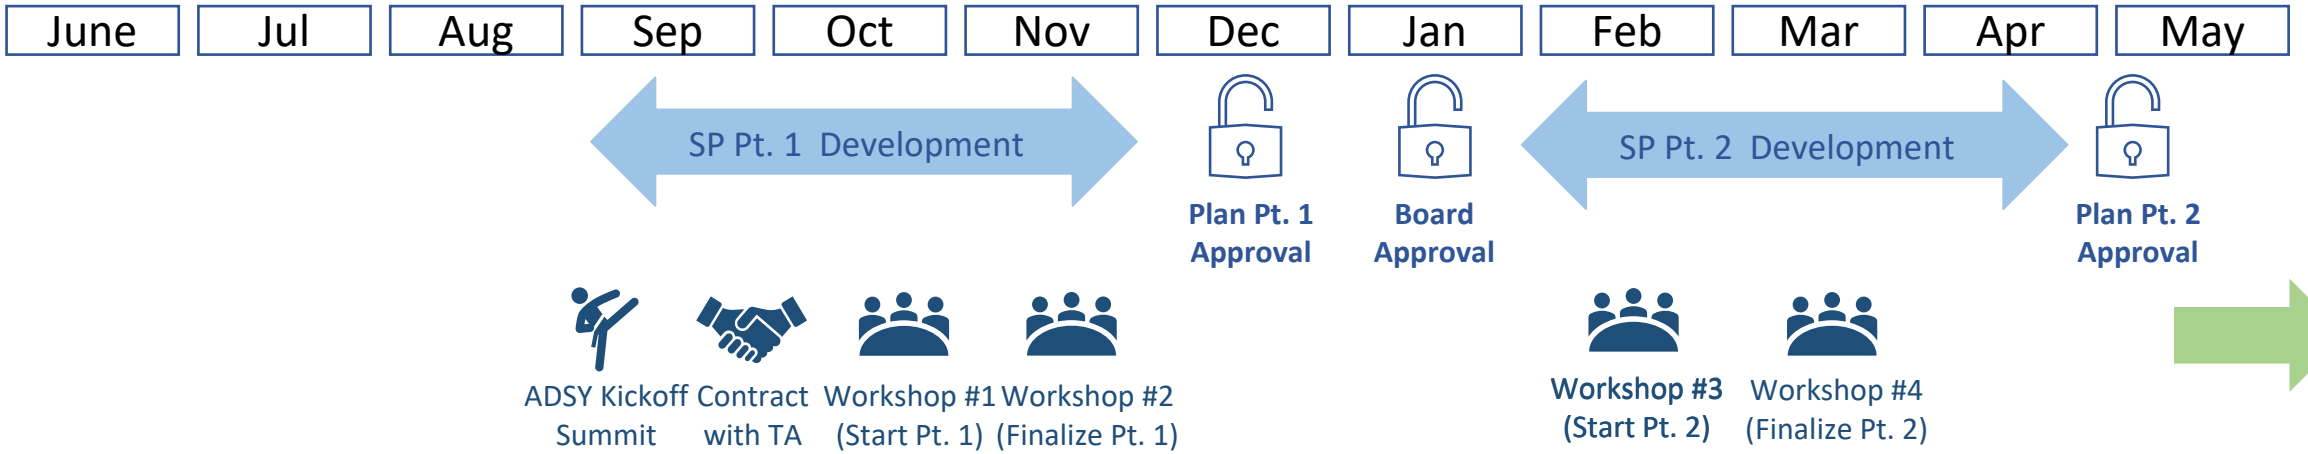 June Jul Aug Sep Oct Nov Dec Jan Feb Mar Apr May
SP Pt. 1 Development
SP Pt. 2 Development
Plan Pt. 1
Approval
Board
Approval
Plan Pt. 2
Approval
ADSY Kickoff
Summit
Contract
with TA
Workshop #1
(Start Pt. 1)
Workshop #2
(Finalize Pt. 1)
Workshop #3
(Start Pt. 2)
Workshop #4
(Finalize Pt. 2)